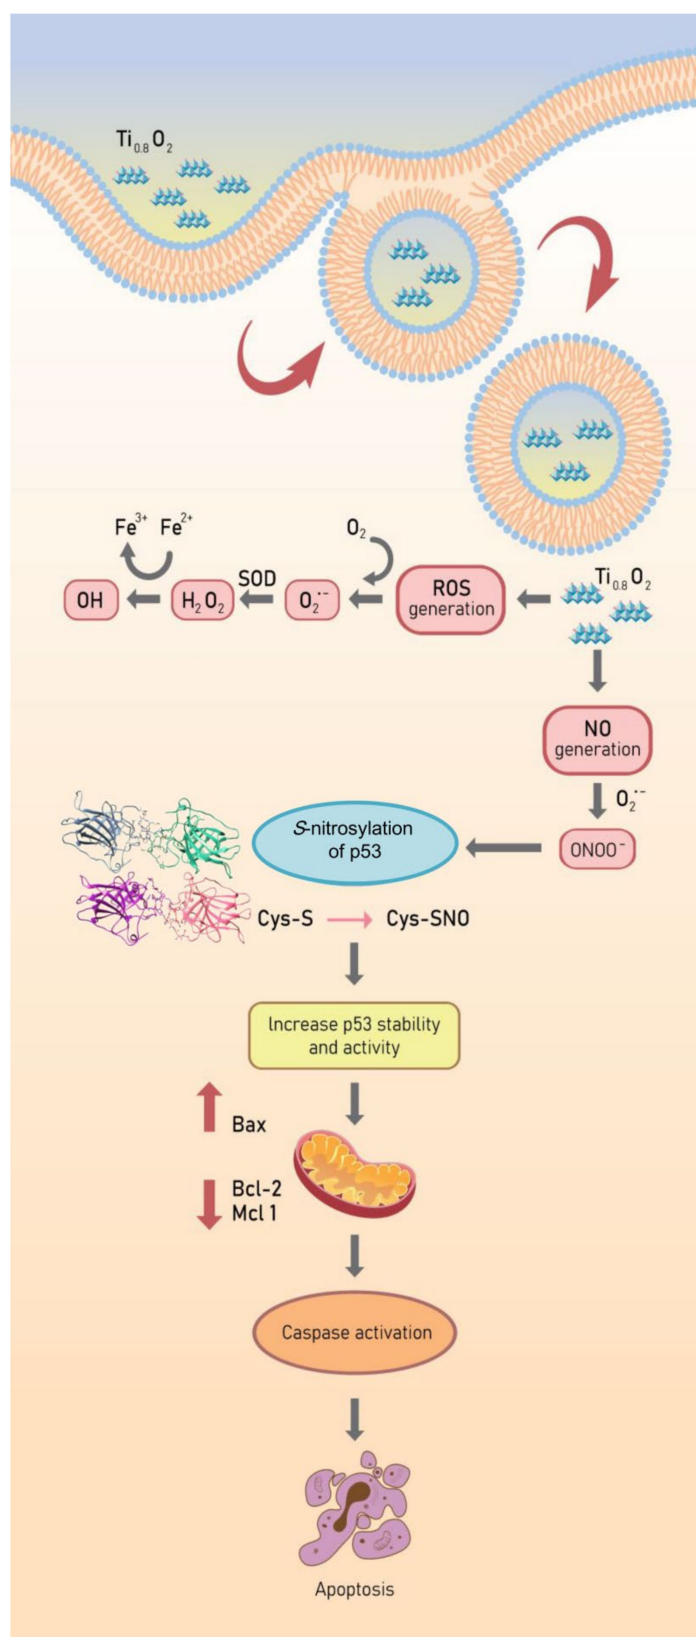 Ti0.8O2
Fe3+ Fe2+
O2
OH
H2O2
SOD
O2·−
ROS
generation
Ti0.8O2
NO
generation
O2·−
S-nitrosylation
of p53
ONOO−
Cys-S
Cys-SNO
Increase p53 stability
and activity
Bax
Bcl-2
Mcl 1
Caspase activation
Apoptosis